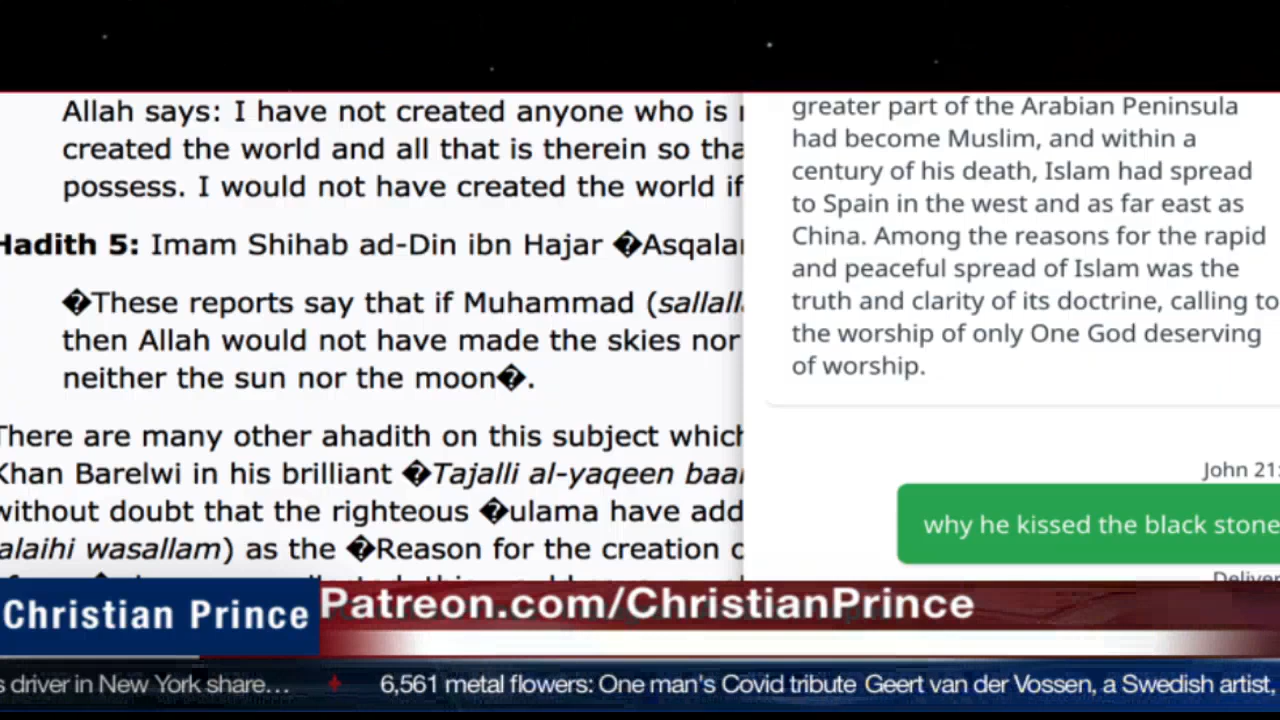 Allah says: I have not created anyone who is
created the world and all that is therein so tha
possess. I would not have created the world if
Hadith 5: Imam Shihab ad-Din ibn Hajar �Asqalan
�These reports say that if Muhammad (sallall
then Allah would not have made the skies nor
neither the sun nor the moon�.
There are many other ahadith on this subject which
Khan Barelwi in his brilliant �Tajalli al-yaqeen baa
without doubt that the righteous �ulama have add
alaihi wasallam) as the �Reason for the creation
greater part of the Arabian Peninsula
had become Muslim, and within a
century of his death, Islam had spread
to Spain in the west and as far east as
China. Among the reasons for the rapid
and peaceful spread of Islam was the
truth and clarity of its doctrine, calling to
the worship of only One God deserving
of worship.
John 21:
why he kissed the black stone
Deliver
Christian Prince
Patreon.com/ChristianPrince
s driver in New York share... 6,561 metal flowers: One man's Covid tribute Geert van der Vossen, a Swedish artist,